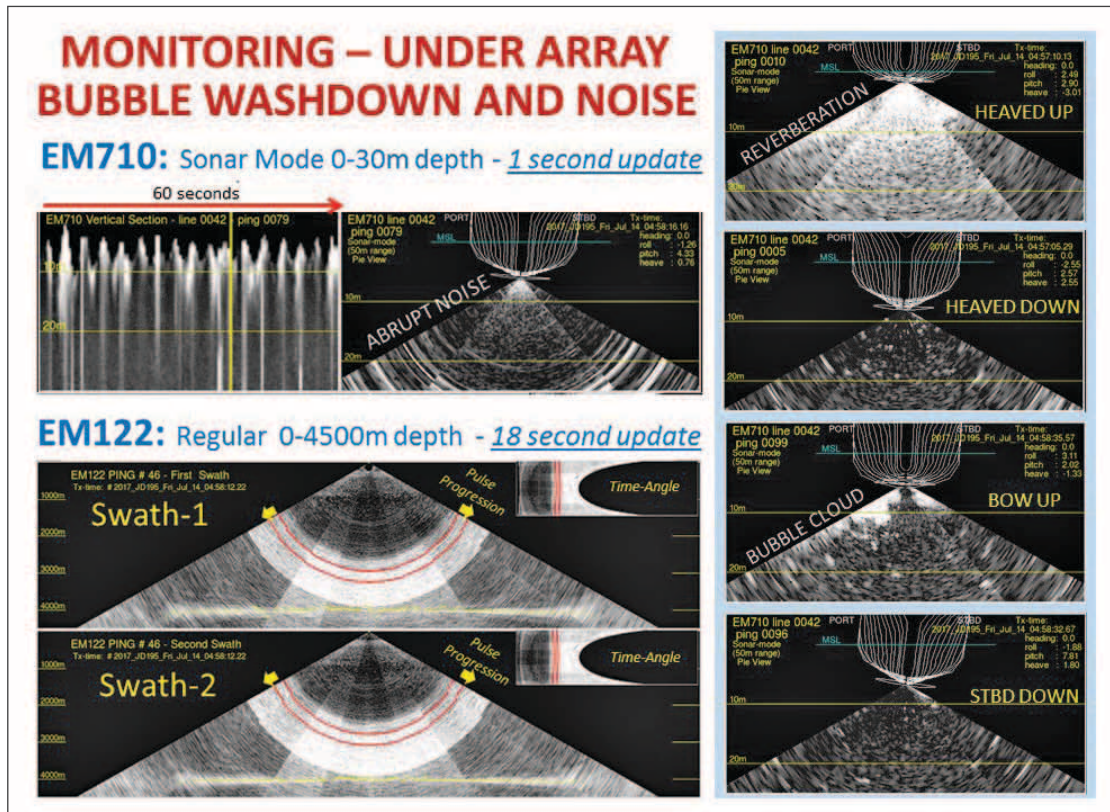 MONITORING – UNDER ARRAY
BUBBLE WASHDOWN AND NOISE
EM710: Sonar Mode 0-30m depth - 1 second update
60 seconds
EM710 Vertical Section - line 0042 ping 0079
10m
20m
EM710 line 0042 PORT STBD Tx-time:
ping 0079 2017_JD195_Fri_Jul_14_04:58:16.16
Sonar-mode heading: 0.0
(50m range) MSL roll : -1.26
Pie View pitch : 4.33
heave : 0.76
ABRUPT NOISE
10m
20m
EM122: Regular 0-4500m depth - 18 second update
EM122 PING # 46 - First Swath
Tx-time: # 2017_JD195_Fri_Jul_14_04:58:12.22
Swath-1
1000m
2000m
3000m
4000m
Pulse
Progression
Time-Angle
EM122 PING # 46 - Second Swath
Tx-time: # 2017_JD195_Fri_Jul_14_04:58:12.22
Swath-2
1000m
2000m
3000m
4000m
Pulse
Progression
Time-Angle
EM710 line 0042 PORT STBD Tx-time:
ping 0010 2017_JD195_Fri_Jul_14_04:57:10.13
Sonar-mode heading: 0.0
(50m range) MSL roll : 2.49
Pie View pitch : 2.90
heave : -3.01
REVERBERATION
HEAVED UP
10m
20m
EM710 line 0042 PORT STBD Tx-time:
ping 0005 2017_JD195_Fri_Jul_14_04:57:05.29
Sonar-mode heading: 0.0
(50m range) MSL roll : -2.55
Pie View pitch : 2.57
heave : 2.55
HEAVED DOWN
10m
20m
EM710 line 0042 PORT STBD Tx-time:
ping 0099 2017_JD195_Fri_Jul_14_04:58:35.57
Sonar-mode heading: 0.0
(50m range) MSL roll : 3.11
Pie View pitch : 2.02
heave : -1.33
BUBBLE CLOUD
BOW UP
10m
20m
EM710 line 0042 PORT STBD Tx-time:
ping 0096 2017_JD195_Fri_Jul_14_04:58:32.67
Sonar-mode heading: 0.0
(50m range) MSL roll : -1.88
Pie View pitch : 7.81
heave : 1.80
STBD DOWN
10m
20m